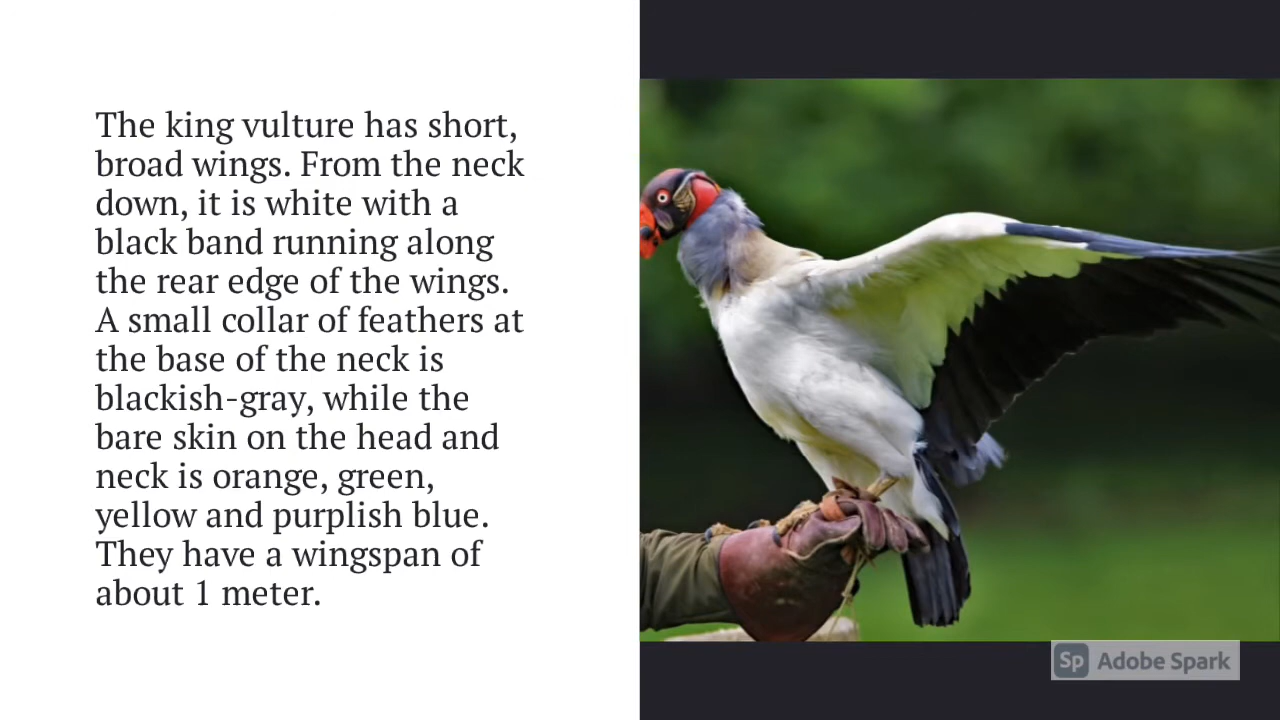 The king vulture has short,
broad wings. From the neck
down, it is white with a
black band running along
the rear edge of the wings.
A small collar of feathers at
the base of the neck is
blackish-gray, while the
bare skin on the head and
neck is orange, green,
yellow and purplish blue.
They have a wingspan of
about 1 meter.
Sp Adobe Spark